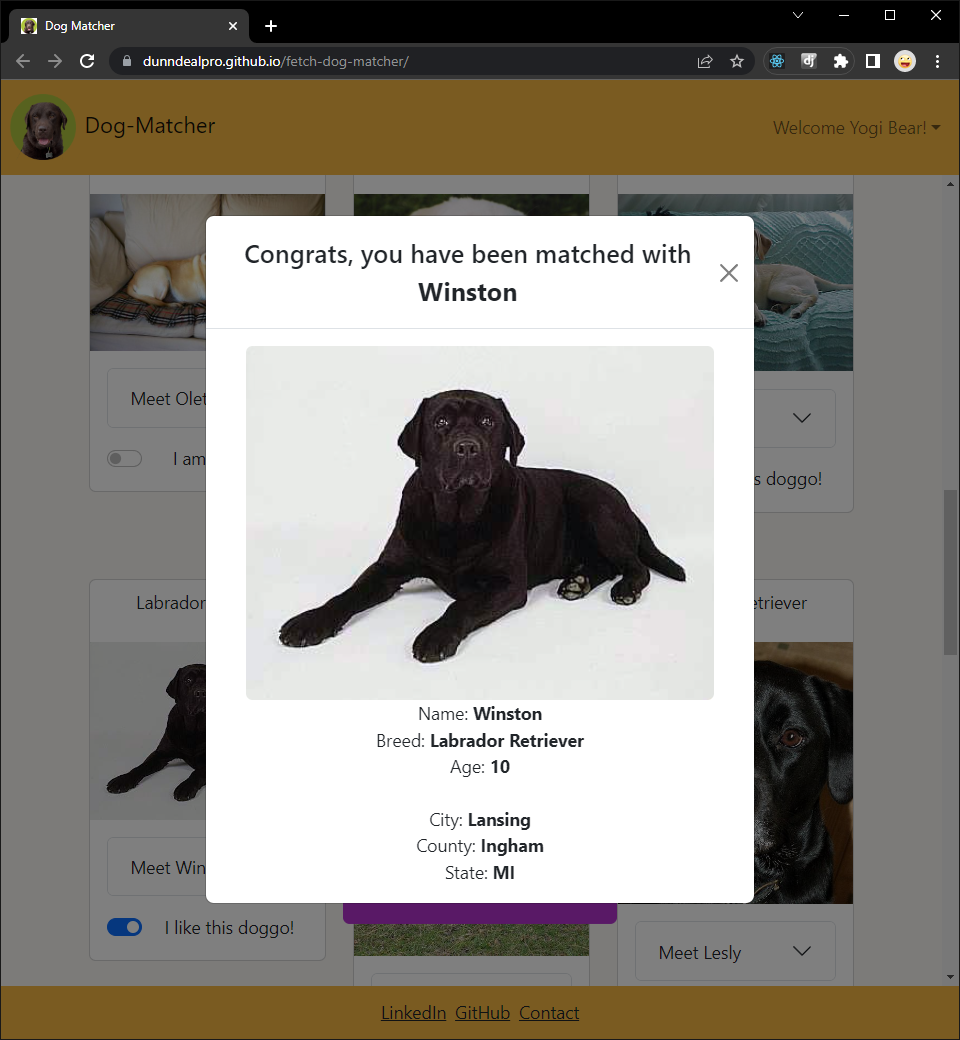 Dog Matcher
dunndealpro.github.io/fetch-dog-matcher/
Dog-Matcher
Welcome Yogi Bear!
Congrats, you have been matched with
Winston
Meet Olet
I am
s doggo!
Labrador
etriever
Name: Winston
Breed: Labrador Retriever
Age: 10
City: Lansing
County: Ingham
State: MI
Meet Win
I like this doggo!
Meet Lesly
LinkedIn GitHub Contact